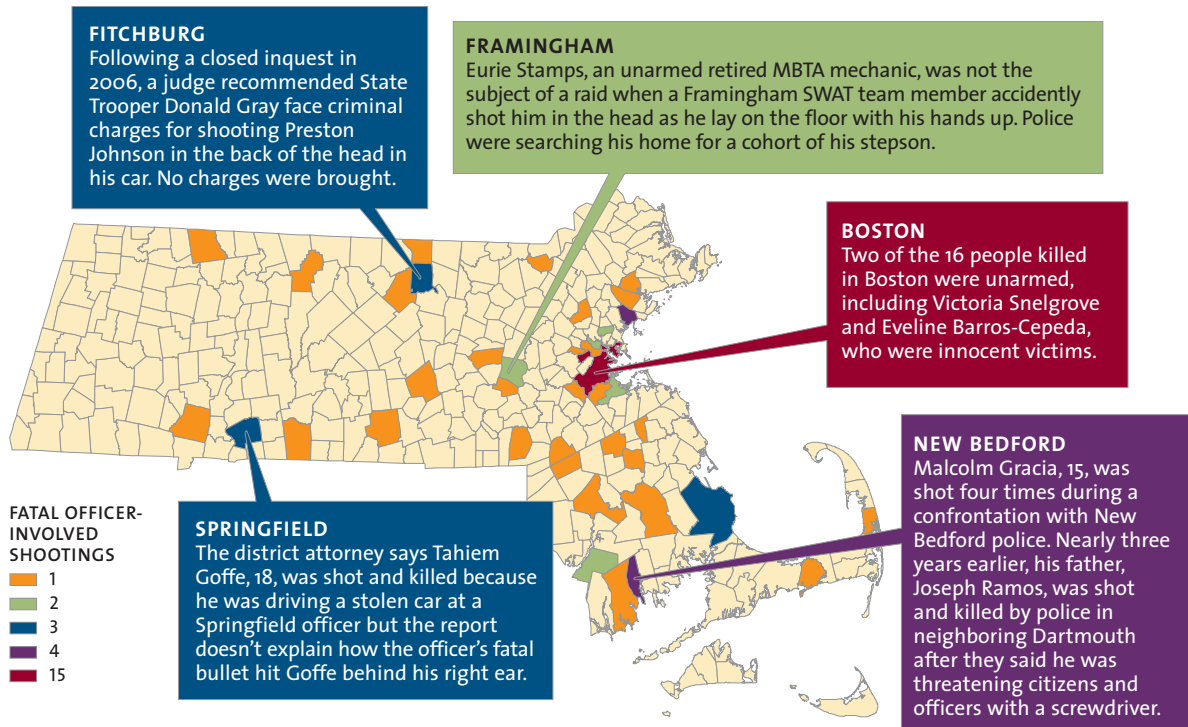 FITCHBURG
Following a closed inquest in
2006, a judge recommended State
Trooper Donald Gray face criminal
charges for shooting Preston
Johnson in the back of the head in
his car. No charges were brought.
FRAMINGHAM
Eurie Stamps, an unarmed retired MBTA mechanic, was not the
subject of a raid when a Framingham SWAT team member accidently
shot him in the head as he lay on the floor with his hands up. Police
were searching his home for a cohort of his stepson.
BOSTON
Two of the 16 people killed
in Boston were unarmed,
including Victoria Snelgrove
and Eveline Barros-Cepeda,
who were innocent victims.
NEW BEDFORD
Malcolm Gracia, 15, was
shot four times during a
confrontation with New
Bedford police. Nearly three
years earlier, his father,
Joseph Ramos, was shot
and killed by police in
neighboring Dartmouth
after they said he was
threatening citizens and
officers with a screwdriver.
SPRINGFIELD
The district attorney says Tahiem
Goffe, 18, was shot and killed because
he was driving a stolen car at a
Springfield officer but the report
doesn't explain how the officer's fatal
bullet hit Goffe behind his right ear.
FATAL OFFICER-
INVOLVED
SHOOTINGS
1
2
3
4
15